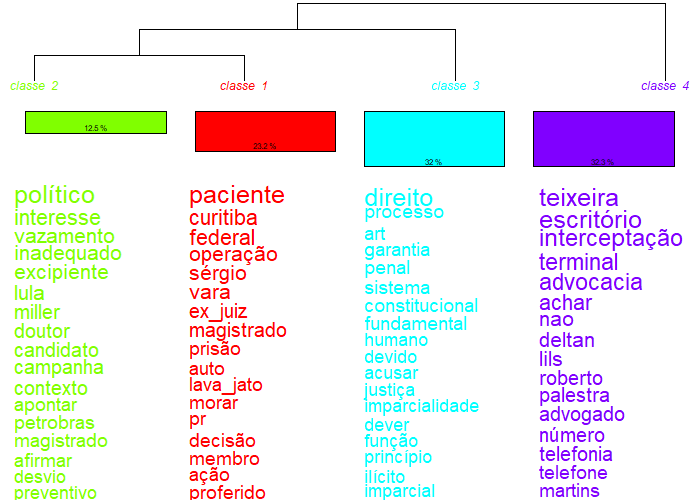 classe 2
classe 1
classe 3
classe 4
12.5 %
23.2 %
32 %
32.3 %
político
interesse
vazamento
inadequado
excipiente
lula
miller
doutor
candidato
campanha
contexto
apontar
petrobras
magistrado
afirmar
desvio
preventivo
paciente
curitiba
federal
operação
sérgio
vara
ex_juiz
magistrado
prisão
auto
lava_jato
morar
pr
decisão
membro
ação
proferido
direito
processo
art
garantia
penal
sistema
constitucional
fundamental
humano
devido
acusar
justiça
imparcialidade
dever
função
princípio
ilícito
imparcial
teixeira
escritório
interceptação
terminal
advocacia
achar
nao
deltan
lils
roberto
palestra
advogado
número
telefonia
telefone
martins